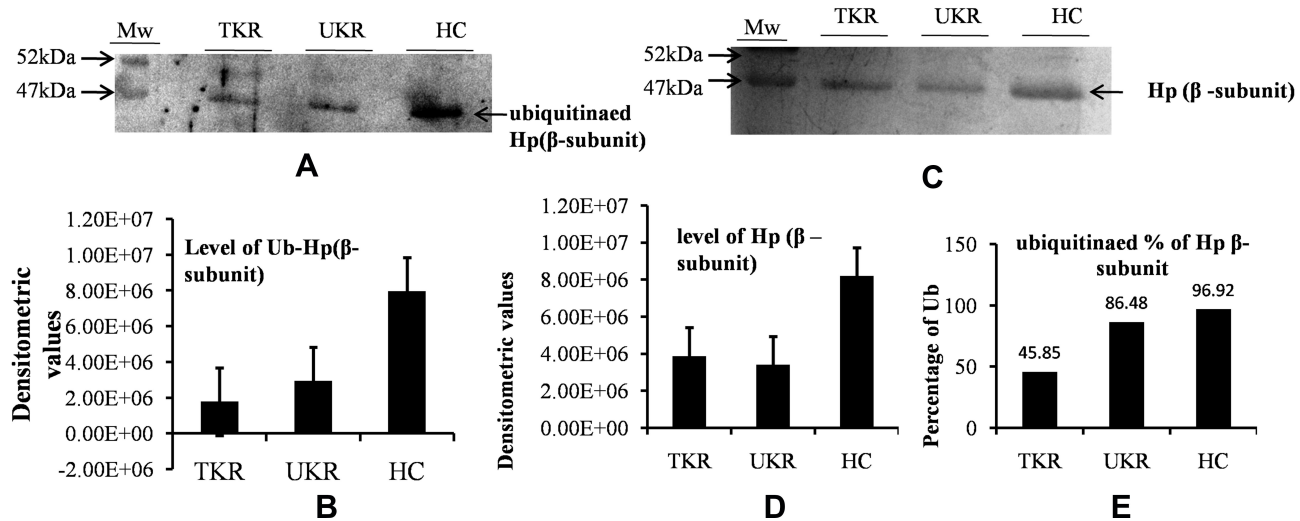 Mw TKR UKR HC
52kDa
47kDa
ubiquitinaed
Hp(β-subunit)
A
Mw TKR UKR HC
52kDa
47kDa
Hp (β -subunit)
C
Densitometric
values
1.20E+07
1.00E+07
8.00E+06
6.00E+06
4.00E+06
2.00E+06
0.00E+00
-2.00E+06
Level of Ub-Hp(β-
subunit)
TKR UKR HC
B
Densitometric values
1.20E+07
1.00E+07
8.00E+06
6.00E+06
4.00E+06
2.00E+06
0.00E+00
level of Hp (β –
subunit)
TKR UKR HC
D
Percentage of Ub
150
100
50
0
ubiquitinaed % of Hp β-
subunit
45.85
86.48
96.92
TKR UKR HC
E